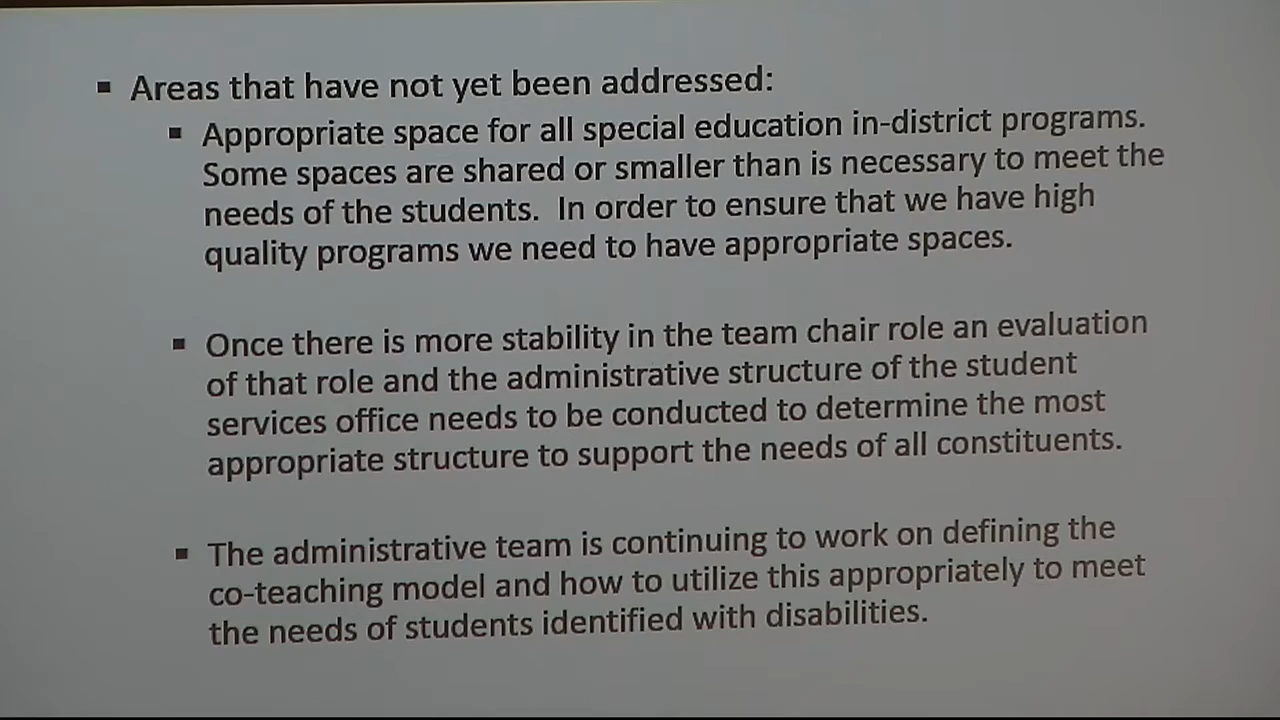 ▪ Areas that have not yet been addressed:
▪ Appropriate space for all special education in-district programs.
Some spaces are shared or smaller than is necessary to meet the
needs of the students.  In order to ensure that we have high
quality programs we need to have appropriate spaces.
▪ Once there is more stability in the team chair role an evaluation
of that role and the administrative structure of the student
services office needs to be conducted to determine the most
appropriate structure to support the needs of all constituents.
▪ The administrative team is continuing to work on defining the
co-teaching model and how to utilize this appropriately to meet
the needs of students identified with disabilities.